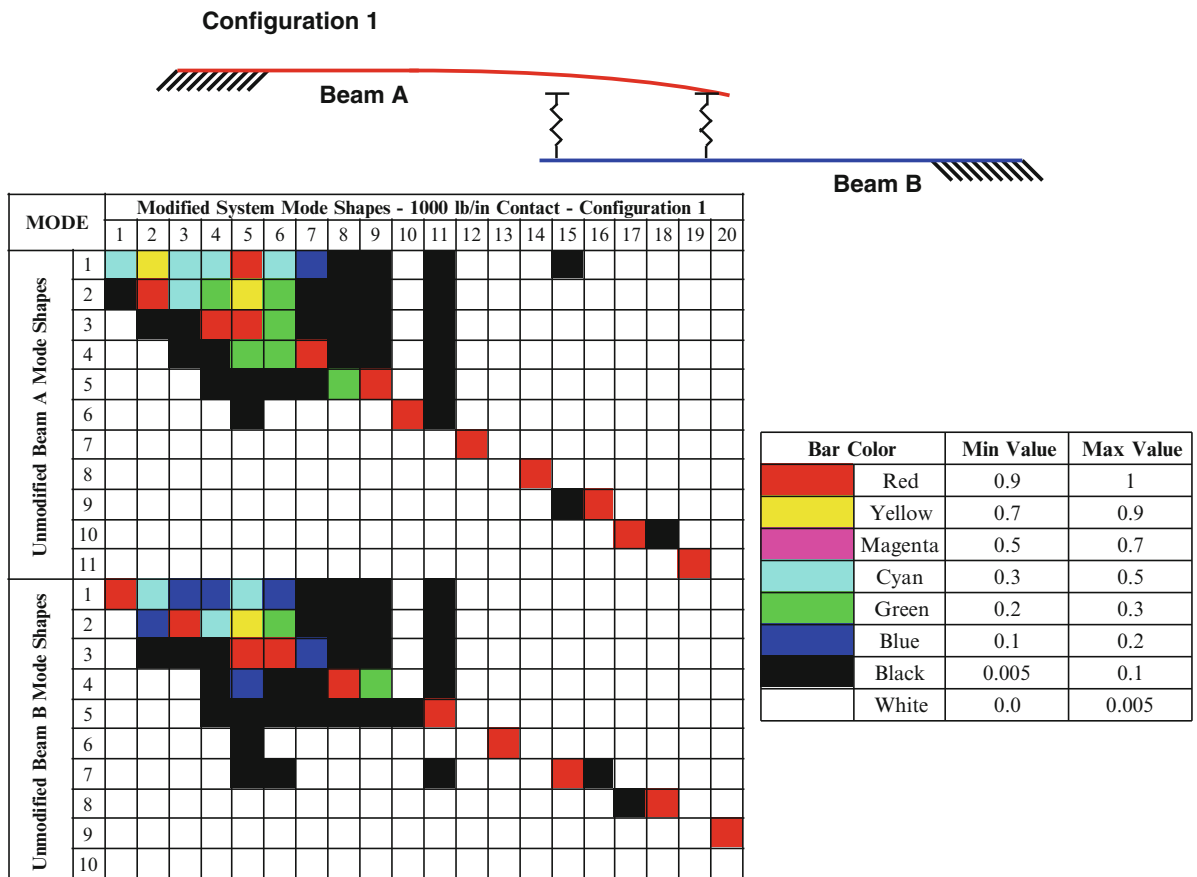 Configuration 1
Beam A
Beam B
MODE
Modified System Mode Shapes - 1000 lb/in Contact - Configuration 1
1 2 3 4 5 6 7 8 9 10 11 12 13 14 15 16 17 18 19 20
Unmodified Beam A Mode Shapes
1
2
3
4
5
6
7
8
9
10
11
Unmodified Beam B Mode Shapes
1
2
3
4
5
6
7
8
9
10
Bar Color Min Value Max Value
Red 0.9 1
Yellow 0.7 0.9
Magenta 0.5 0.7
Cyan 0.3 0.5
Green 0.2 0.3
Blue 0.1 0.2
Black 0.005 0.1
White 0.0 0.005